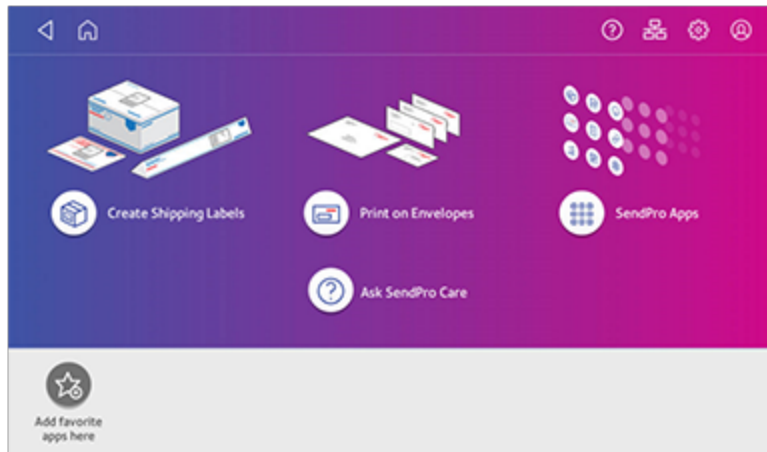 Create Shipping Labels
Print on Envelopes
SendPro Apps
Ask SendPro Care
Add favorite
apps here